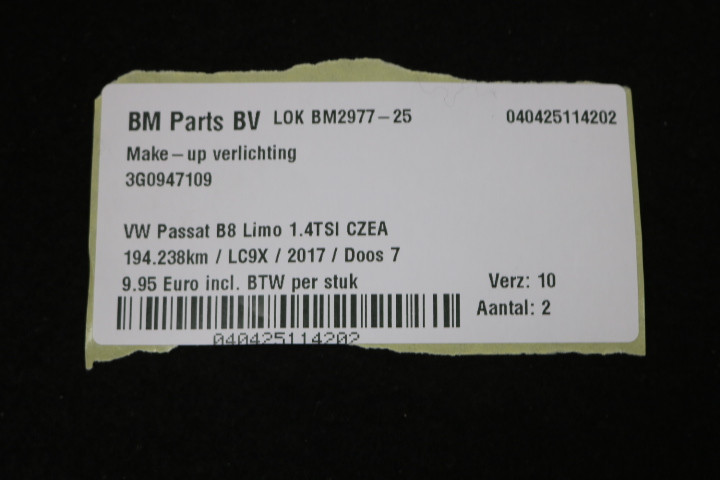 BM Parts BV LOK BM2977-25 040425114202
Make-up verlichting
3G0947109
VW Passat B8 Limo 1.4TSI CZEA
194.238km / LC9X / 2017 / Doos 7
9.95 Euro incl. BTW per stuk Verz: 10
Aantal: 2
040425114202